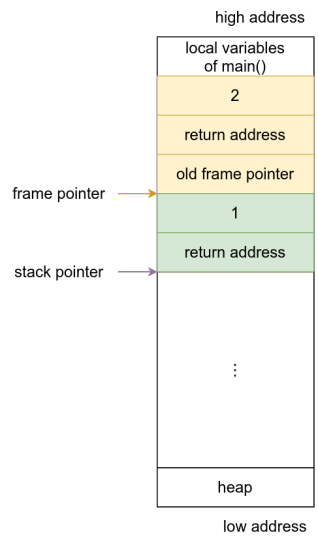 high address
local variables
of main()
2
return address
old frame pointer
frame pointer
1
return address
stack pointer
⋮
heap
low address